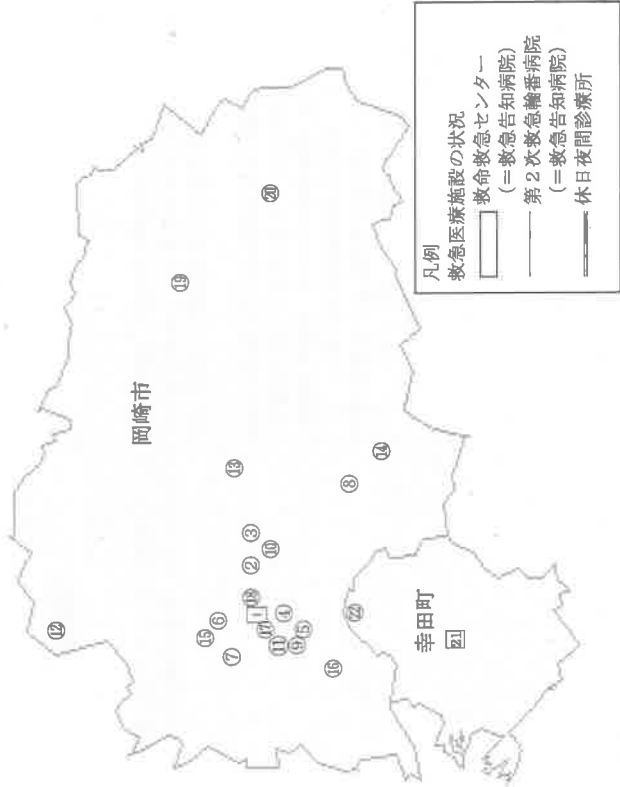 ⑫
岡崎市
⑲
⑮
⑥
⑦
⑬
⑱
②
③
1
⑰
⑩
⑳
⑪
④
⑨
⑤
⑯
⑧
㉒
⑭
幸田町
21
凡例
救急医療施設の状況
救命救急センター
(=救急告知病院)
第2次救急輪番病院
(=救急告知病院)
休日夜間診療所